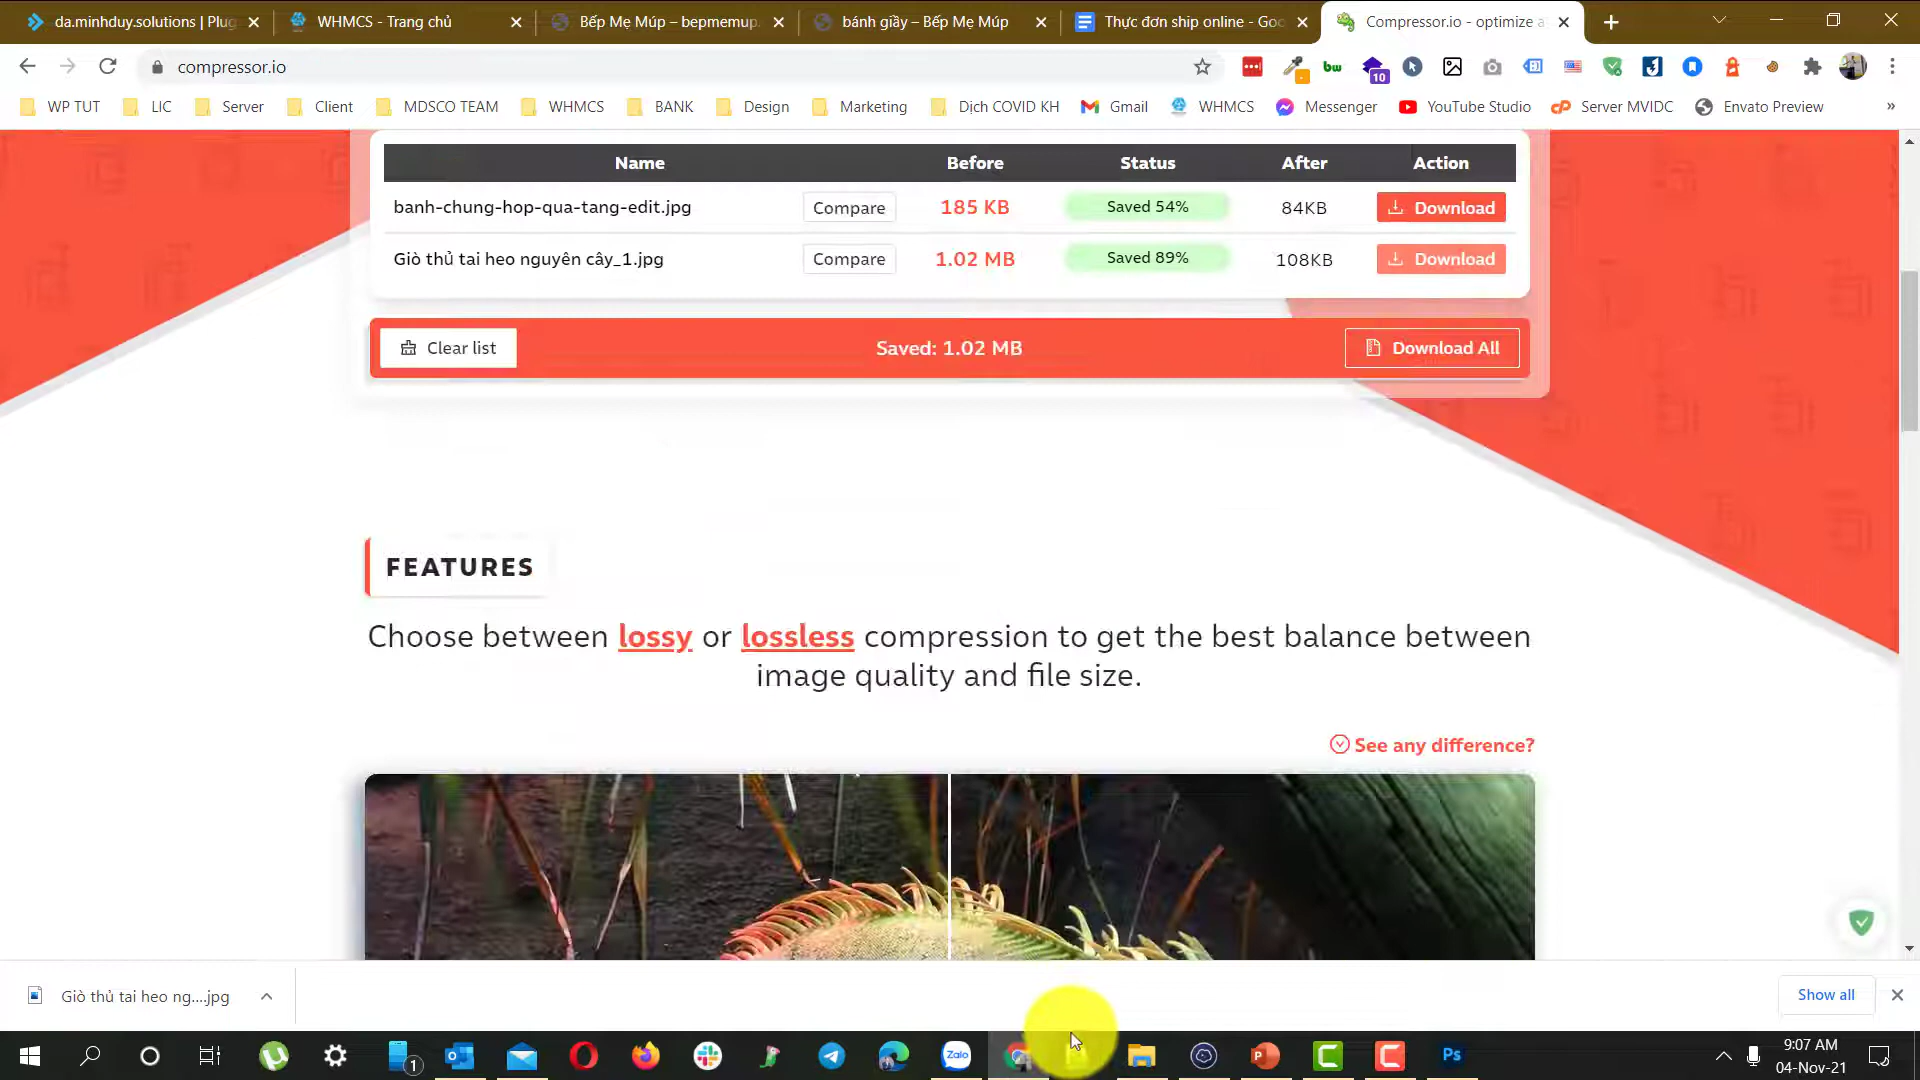 da.minhduy.solutions | Plug
WHMCS - Trang chủ
Bếp Mẹ Múp – bepmemup.
bánh giầy – Bếp Mẹ Múp
Thực đơn ship online - Goo
Compressor.io - optimize a
compressor.io
bw
10
WP TUT
LIC
Server
Client
MDSCO TEAM
WHMCS
BANK
Design
Marketing
Dịch COVID KH
Gmail
WHMCS
Messenger
YouTube Studio
Server MVIDC
Envato Preview
»
Name Before Status After Action
banh-chung-hop-qua-tang-edit.jpg Compare 185 KB Saved 54% 84KB Download
Giò thủ tai heo nguyên cây_1.jpg Compare 1.02 MB Saved 89% 108KB Download
Clear list Saved: 1.02 MB Download All
FEATURES
Choose between lossy or lossless compression to get the best balance between
image quality and file size.
See any difference?
Giò thủ tai heo ng....jpg
Show all
1
Zalo
Ps
9:07 AM
04-Nov-21